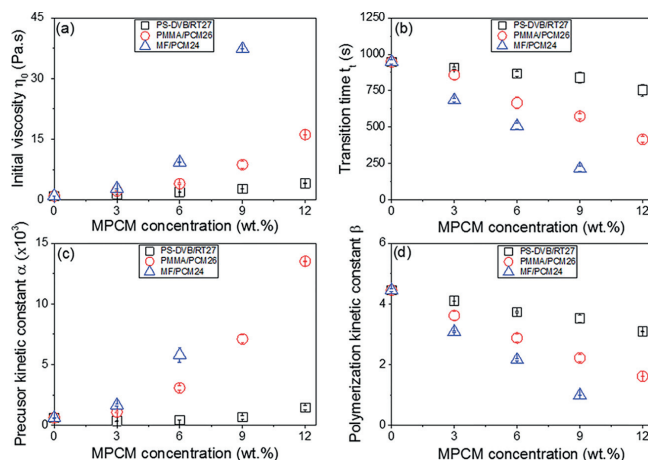 (a)
PS-DVB/RT27
PMMA/PCM26
MF/PCM24
Initial viscosity η0 (Pa.s)
45
30
15
0
0 3 6 9 12
MPCM concentration (wt.%)
(b)
PS-DVB/RT27
PMMA/PCM26
MF/PCM24
Transition time tt (s)
1250
1000
750
500
250
0 3 6 9 12
MPCM concentration (wt.%)
(c)
PS-DVB/RT27
PMMA/PCM26
MF/PCM24
Precusor kinetic constant α (x10³)
15
10
5
0
0 3 6 9 12
MPCM concentration (wt.%)
(d)
PS-DVB/RT27
PMMA/PCM26
MF/PCM24
Polymerization kinetic constant β
6
4
2
0
0 3 6 9 12
MPCM concentration (wt.%)